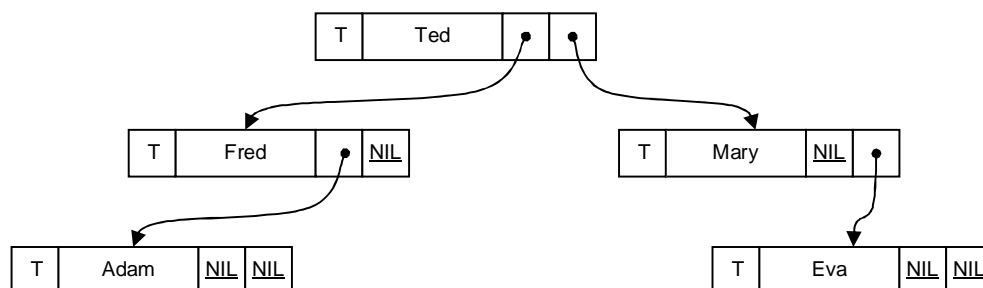 T Ted
T Fred NIL
T Mary NIL
T Adam NIL NIL
T Eva NIL NIL